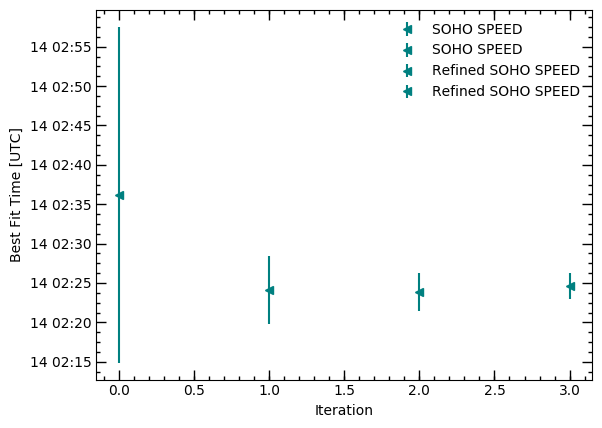 SOHO SPEED
SOHO SPEED
Refined SOHO SPEED
Refined SOHO SPEED
Best Fit Time [UTC]
14 02:55
14 02:50
14 02:45
14 02:40
14 02:35
14 02:30
14 02:25
14 02:20
14 02:15
0.0 0.5 1.0 1.5 2.0 2.5 3.0
Iteration